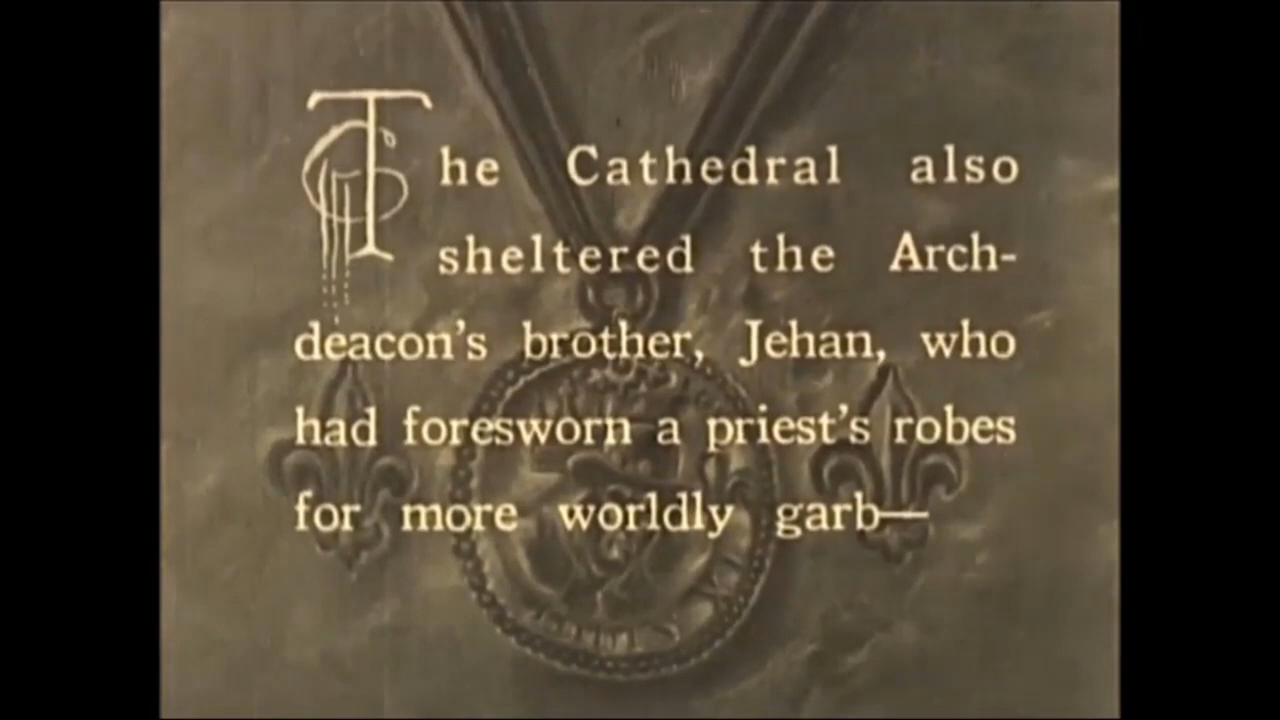 The Cathedral also
sheltered the Arch-
deacon's brother, Jehan, who
had foresworn a priest's robes
for more worldly garb—